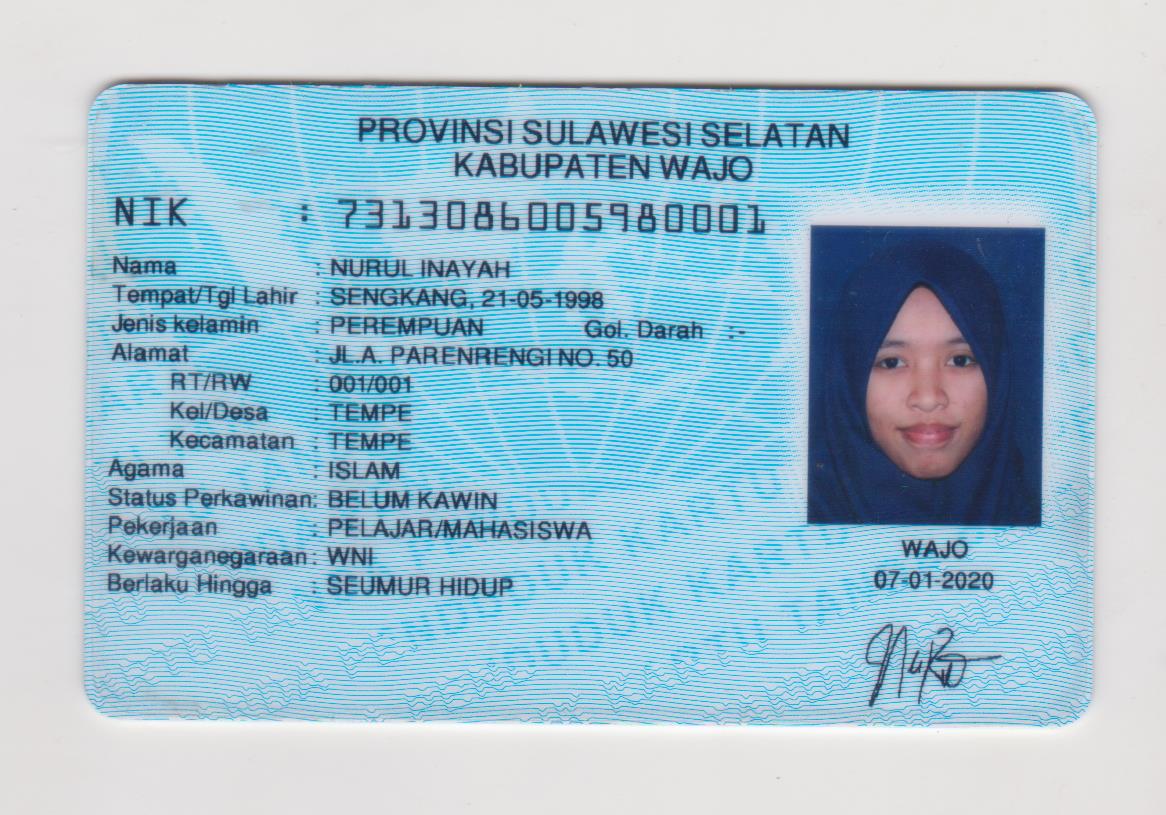 PROVINSI SULAWESI SELATAN
KABUPATEN WAJO
NIK : 7313086005980001
Nama : NURUL INAYAH
Tempat/Tgl Lahir : SENGKANG, 21-05-1998
Jenis kelamin : PEREMPUAN Gol. Darah :-
Alamat : JL.A. PARENRENGI NO. 50
RT/RW : 001/001
Kel/Desa : TEMPE
Kecamatan : TEMPE
Agama : ISLAM
Status Perkawinan: BELUM KAWIN
Pekerjaan : PELAJAR/MAHASISWA
Kewarganegaraan: WNI
Berlaku Hingga : SEUMUR HIDUP
WAJO
07-01-2020